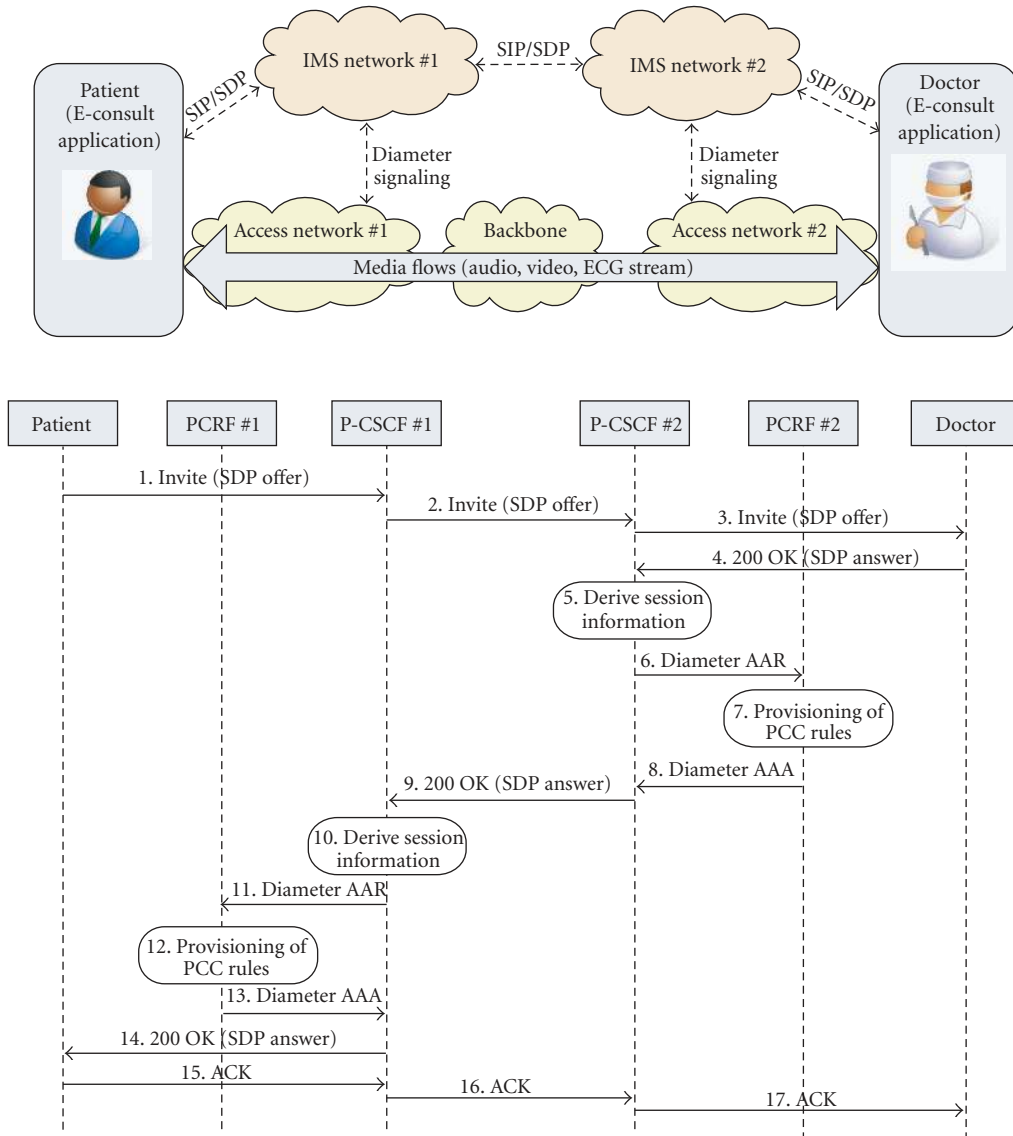 IMS network #1
SIP/SDP
IMS network #2
Patient
(E-consult
application)
SIP/SDP
SIP/SDP
Doctor
(E-consult
application)
Diameter
signaling
Diameter
signaling
Access network #1
Backbone
Access network #2
Media flows (audio, video, ECG stream)
Patient
PCRF #1
P-CSCF #1
P-CSCF #2
PCRF #2
Doctor
1. Invite (SDP offer)
2. Invite (SDP offer)
3. Invite (SDP offer)
4. 200 OK (SDP answer)
5. Derive session
information
6. Diameter AAR
7. Provisioning of
PCC rules
8. Diameter AAA
9. 200 OK (SDP answer)
10. Derive session
information
11. Diameter AAR
12. Provisioning of
PCC rules
13. Diameter AAA
14. 200 OK (SDP answer)
15. ACK
16. ACK
17. ACK